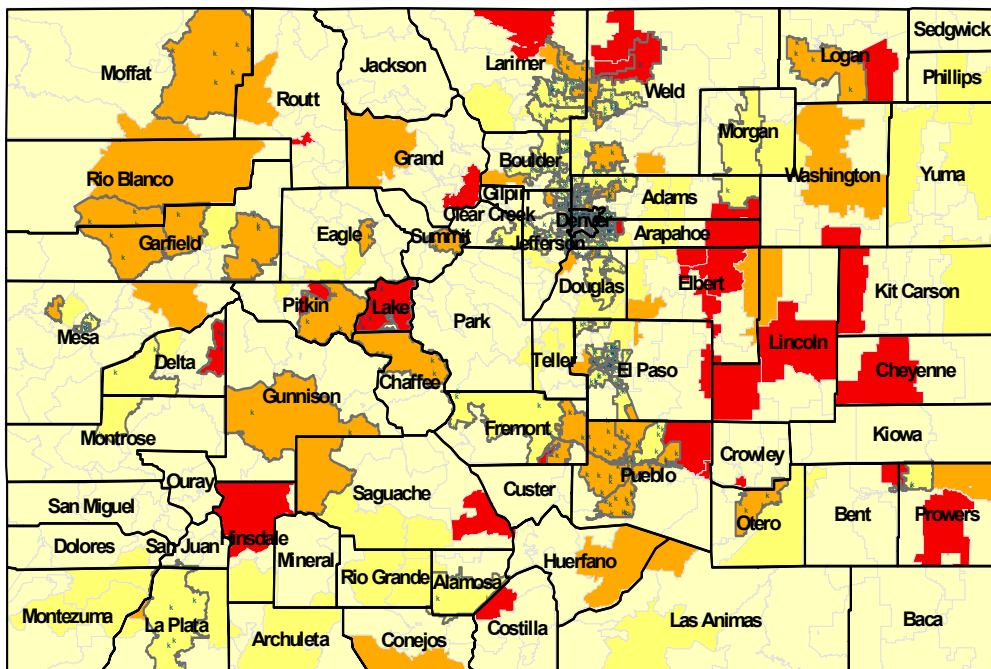 Sedgwick
Logan
Jackson
Larimer
Moffat
Phillips
Weld
Routt
Morgan
Grand
Boulder
Yuma
Washington
Rio Blanco
Gilpin
Adams
Clear Creek
Denver
Eagle
Summit
Arapahoe
Garfield
Jefferson
Elbert
Douglas
Kit Carson
Pitkin
Lake
Park
Mesa
Lincoln
Delta
Teller
El Paso
Cheyenne
Chaffee
Gunnison
Fremont
Kiowa
Montrose
Crowley
Pueblo
Ouray
Saguache
Custer
San Miguel
Otero
Bent
Prowers
Hinsdale
Dolores
San Juan
Mineral
Huerfano
Rio Grande
Alamosa
Montezuma
La Plata
Costilla
Las Animas
Baca
Archuleta
Conejos